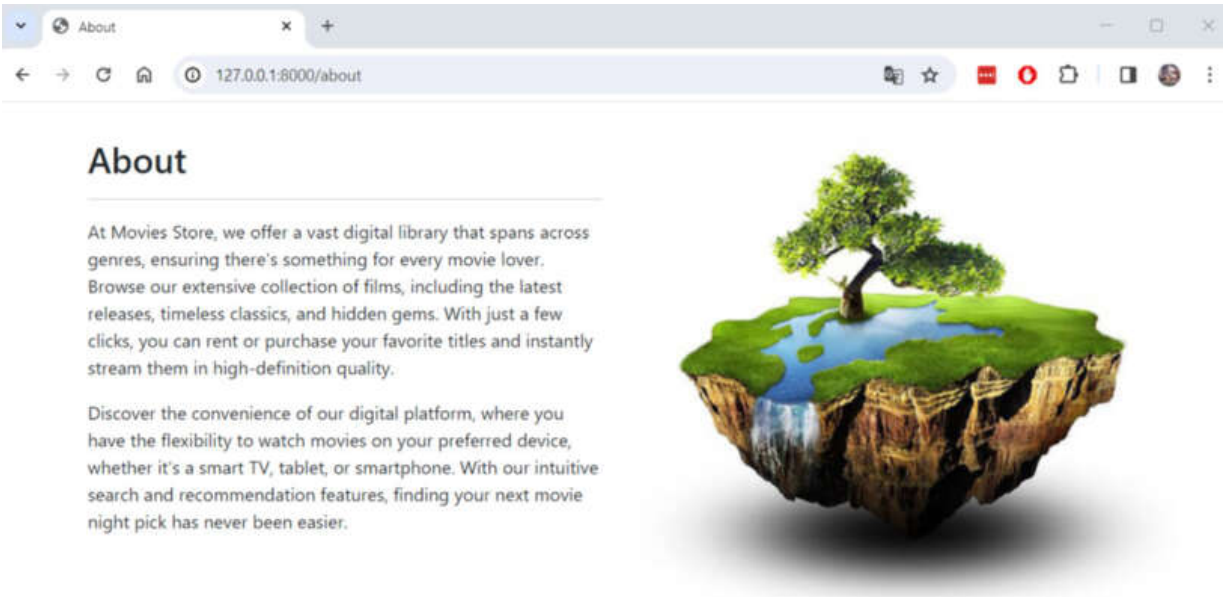 About
127.0.0.1:8000/about
About
At Movies Store, we offer a vast digital library that spans across
genres, ensuring there's something for every movie lover.
Browse our extensive collection of films, including the latest
releases, timeless classics, and hidden gems. With just a few
clicks, you can rent or purchase your favorite titles and instantly
stream them in high-definition quality.
Discover the convenience of our digital platform, where you
have the flexibility to watch movies on your preferred device,
whether it's a smart TV, tablet, or smartphone. With our intuitive
search and recommendation features, finding your next movie
night pick has never been easier.